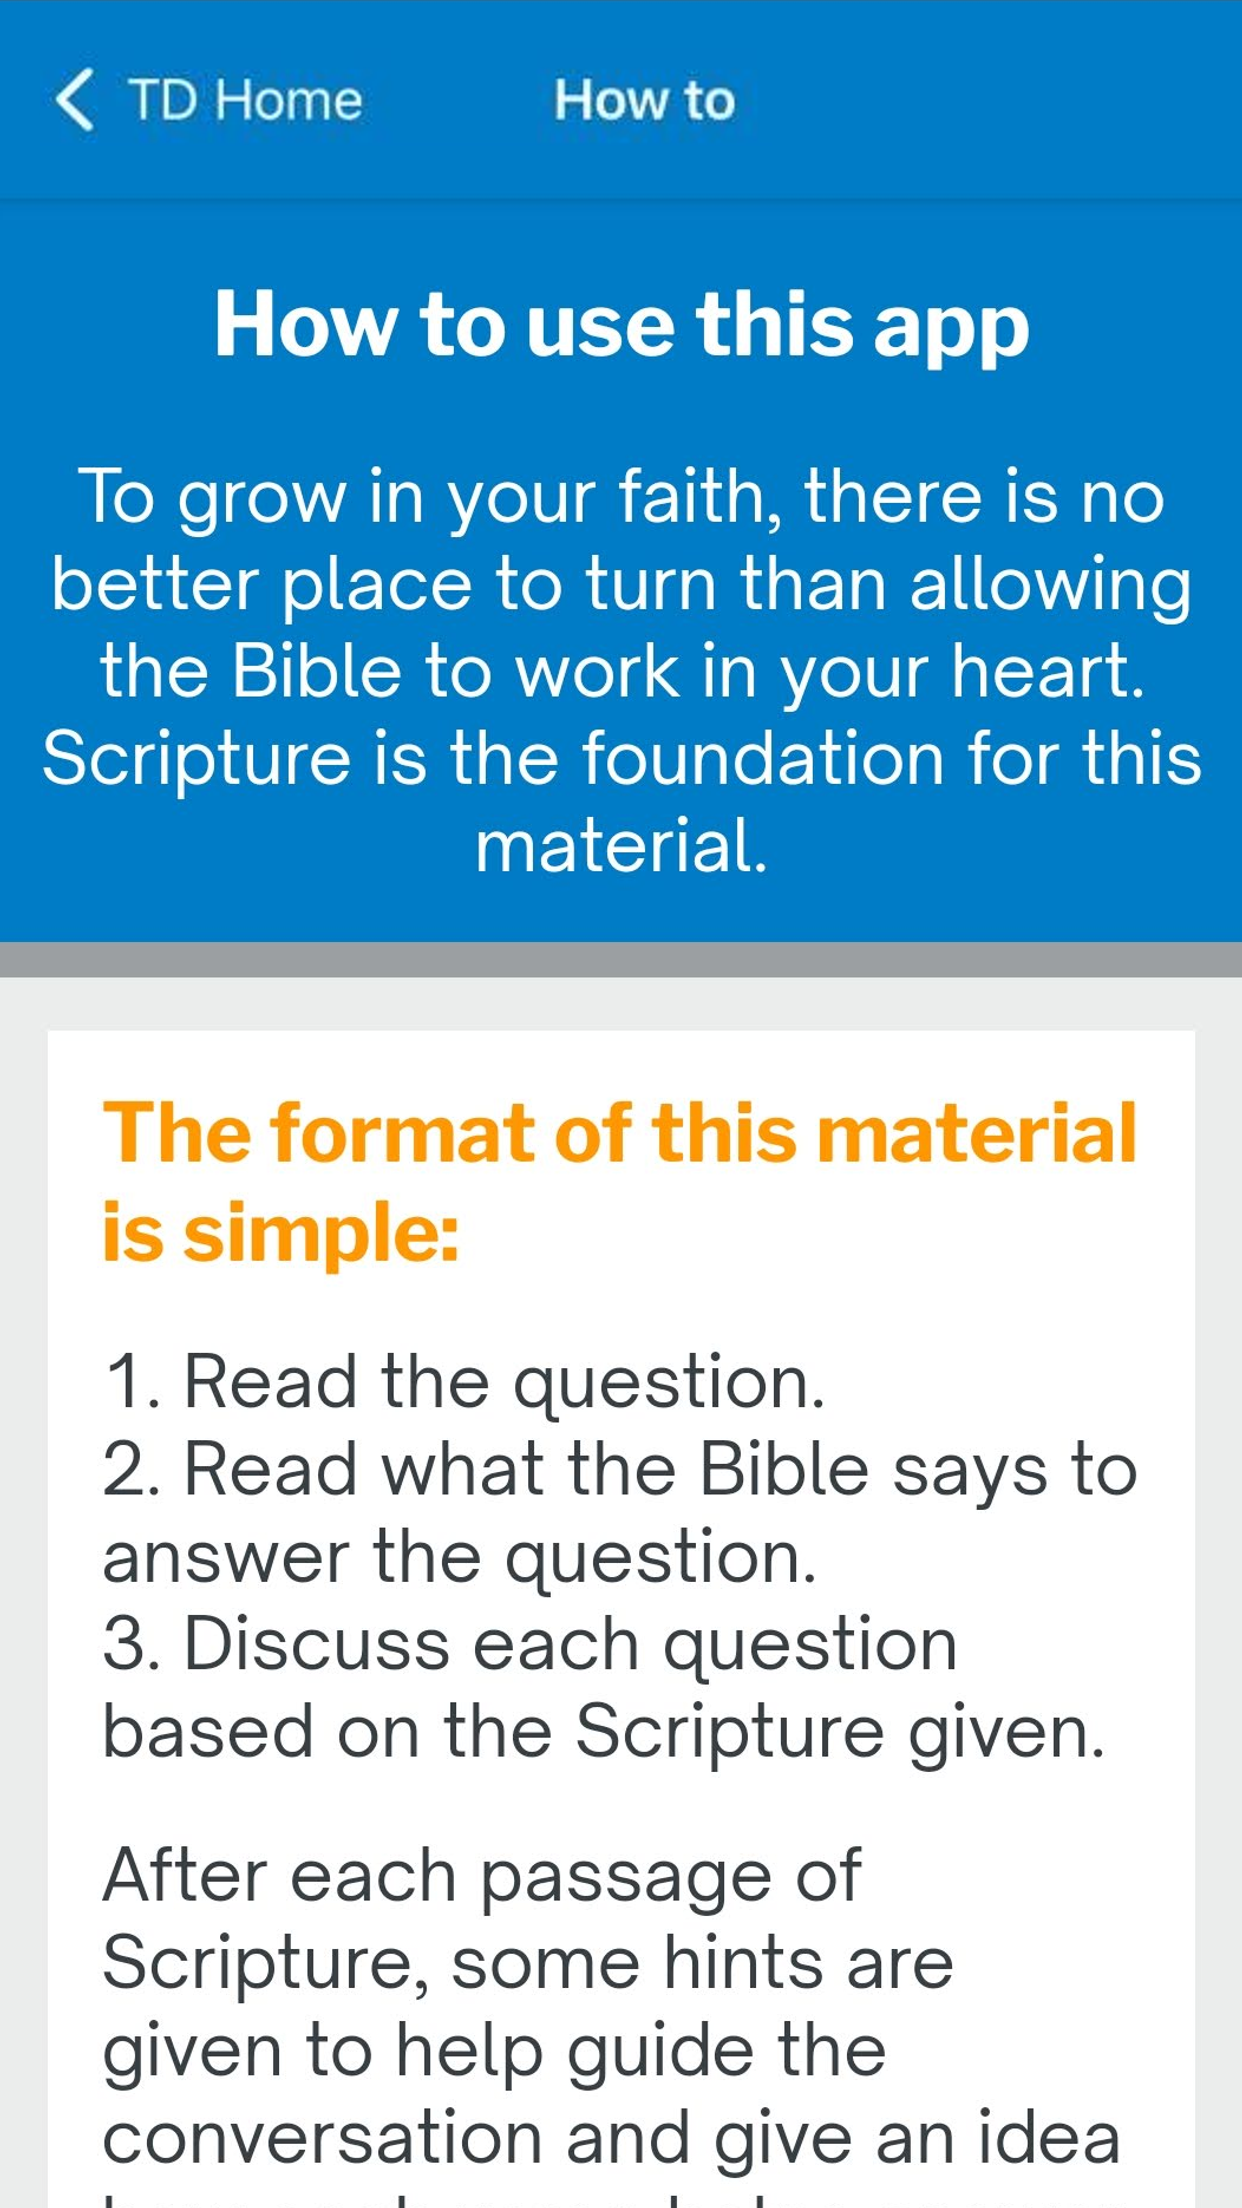 TD Home
How to
How to use this app
To grow in your faith, there is no
better place to turn than allowing
the Bible to work in your heart.
Scripture is the foundation for this
material.
The format of this material
is simple:
1. Read the question.
2. Read what the Bible says to
answer the question.
3. Discuss each question
based on the Scripture given.
After each passage of
Scripture, some hints are
given to help guide the
conversation and give an idea